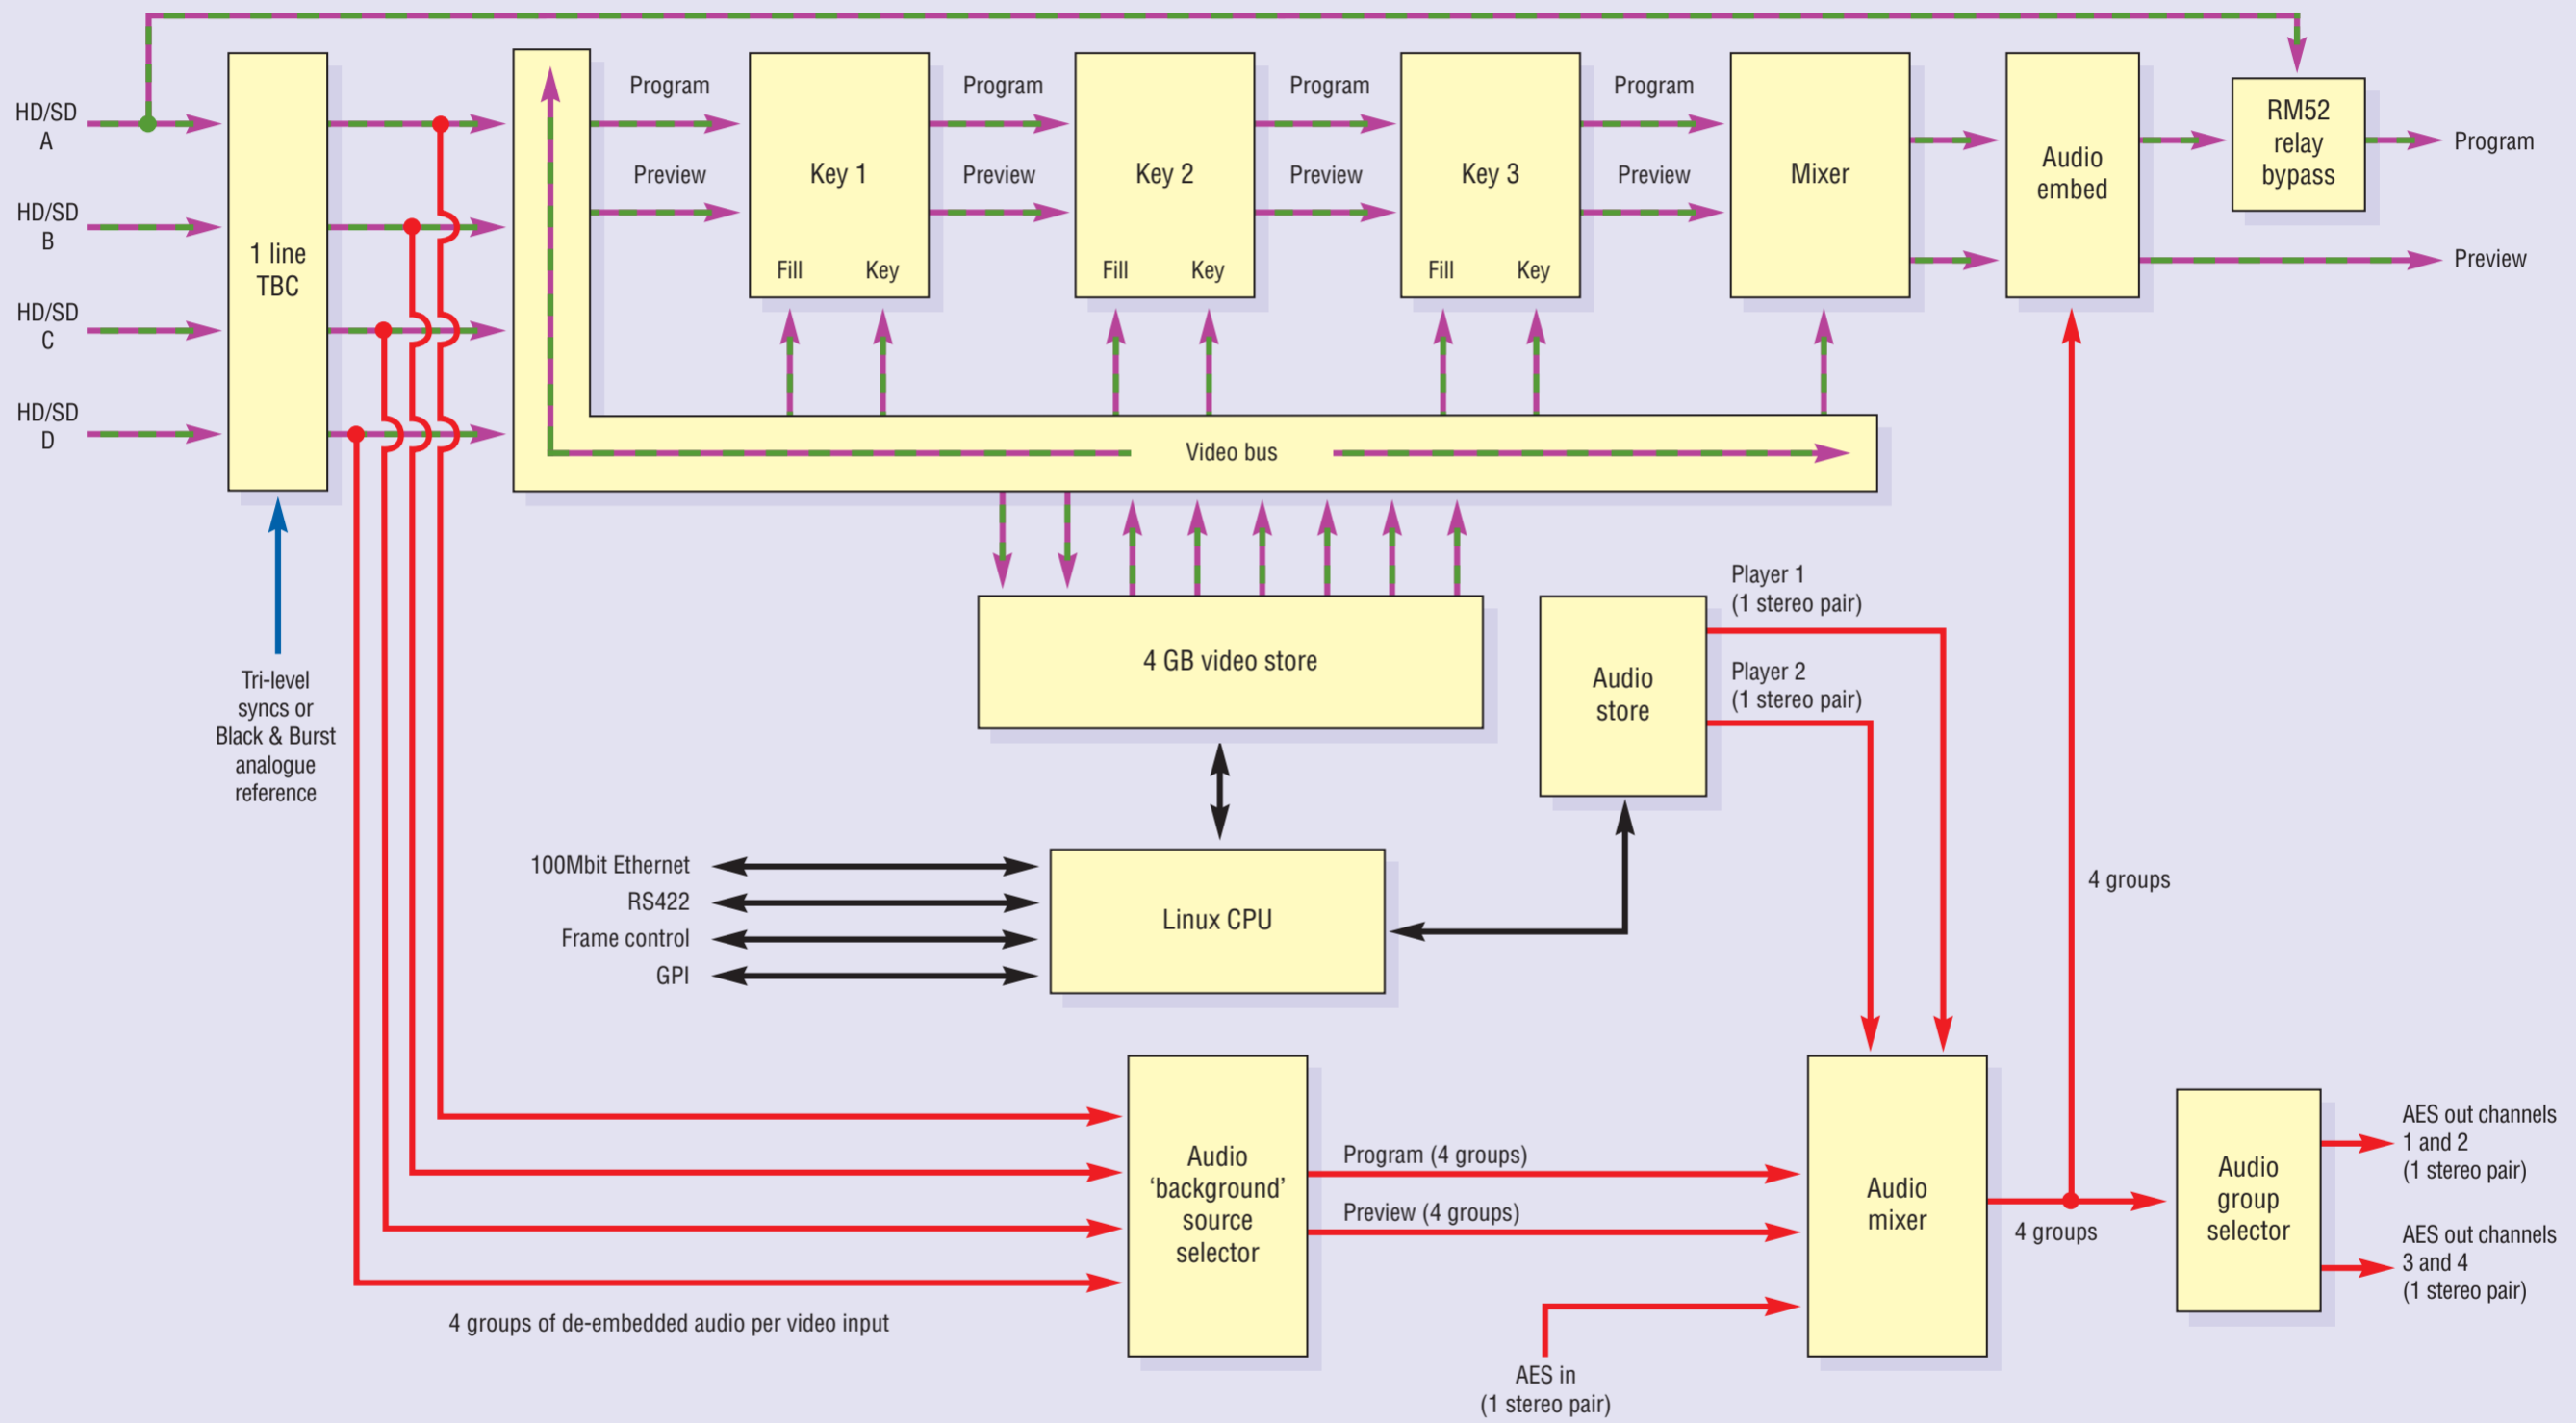 HD/SD
A
HD/SD
B
HD/SD
C
HD/SD
D
1 line
TBC
Tri-level
syncs or
Black & Burst
analogue
reference
Program
Preview
Key 1
Fill
Key
Program
Preview
Key 2
Fill
Key
Program
Preview
Key 3
Fill
Key
Program
Preview
Mixer
Audio
embed
RM52
relay
bypass
Program
Preview
Video bus
4 GB video store
Audio
store
Player 1
(1 stereo pair)
Player 2
(1 stereo pair)
100Mbit Ethernet
RS422
Frame control
GPI
Linux CPU
4 groups
Audio
‘background’
source
selector
Program (4 groups)
Preview (4 groups)
Audio
mixer
4 groups
Audio
group
selector
AES out channels
1 and 2
(1 stereo pair)
AES out channels
3 and 4
(1 stereo pair)
4 groups of de-embedded audio per video input
AES in
(1 stereo pair)